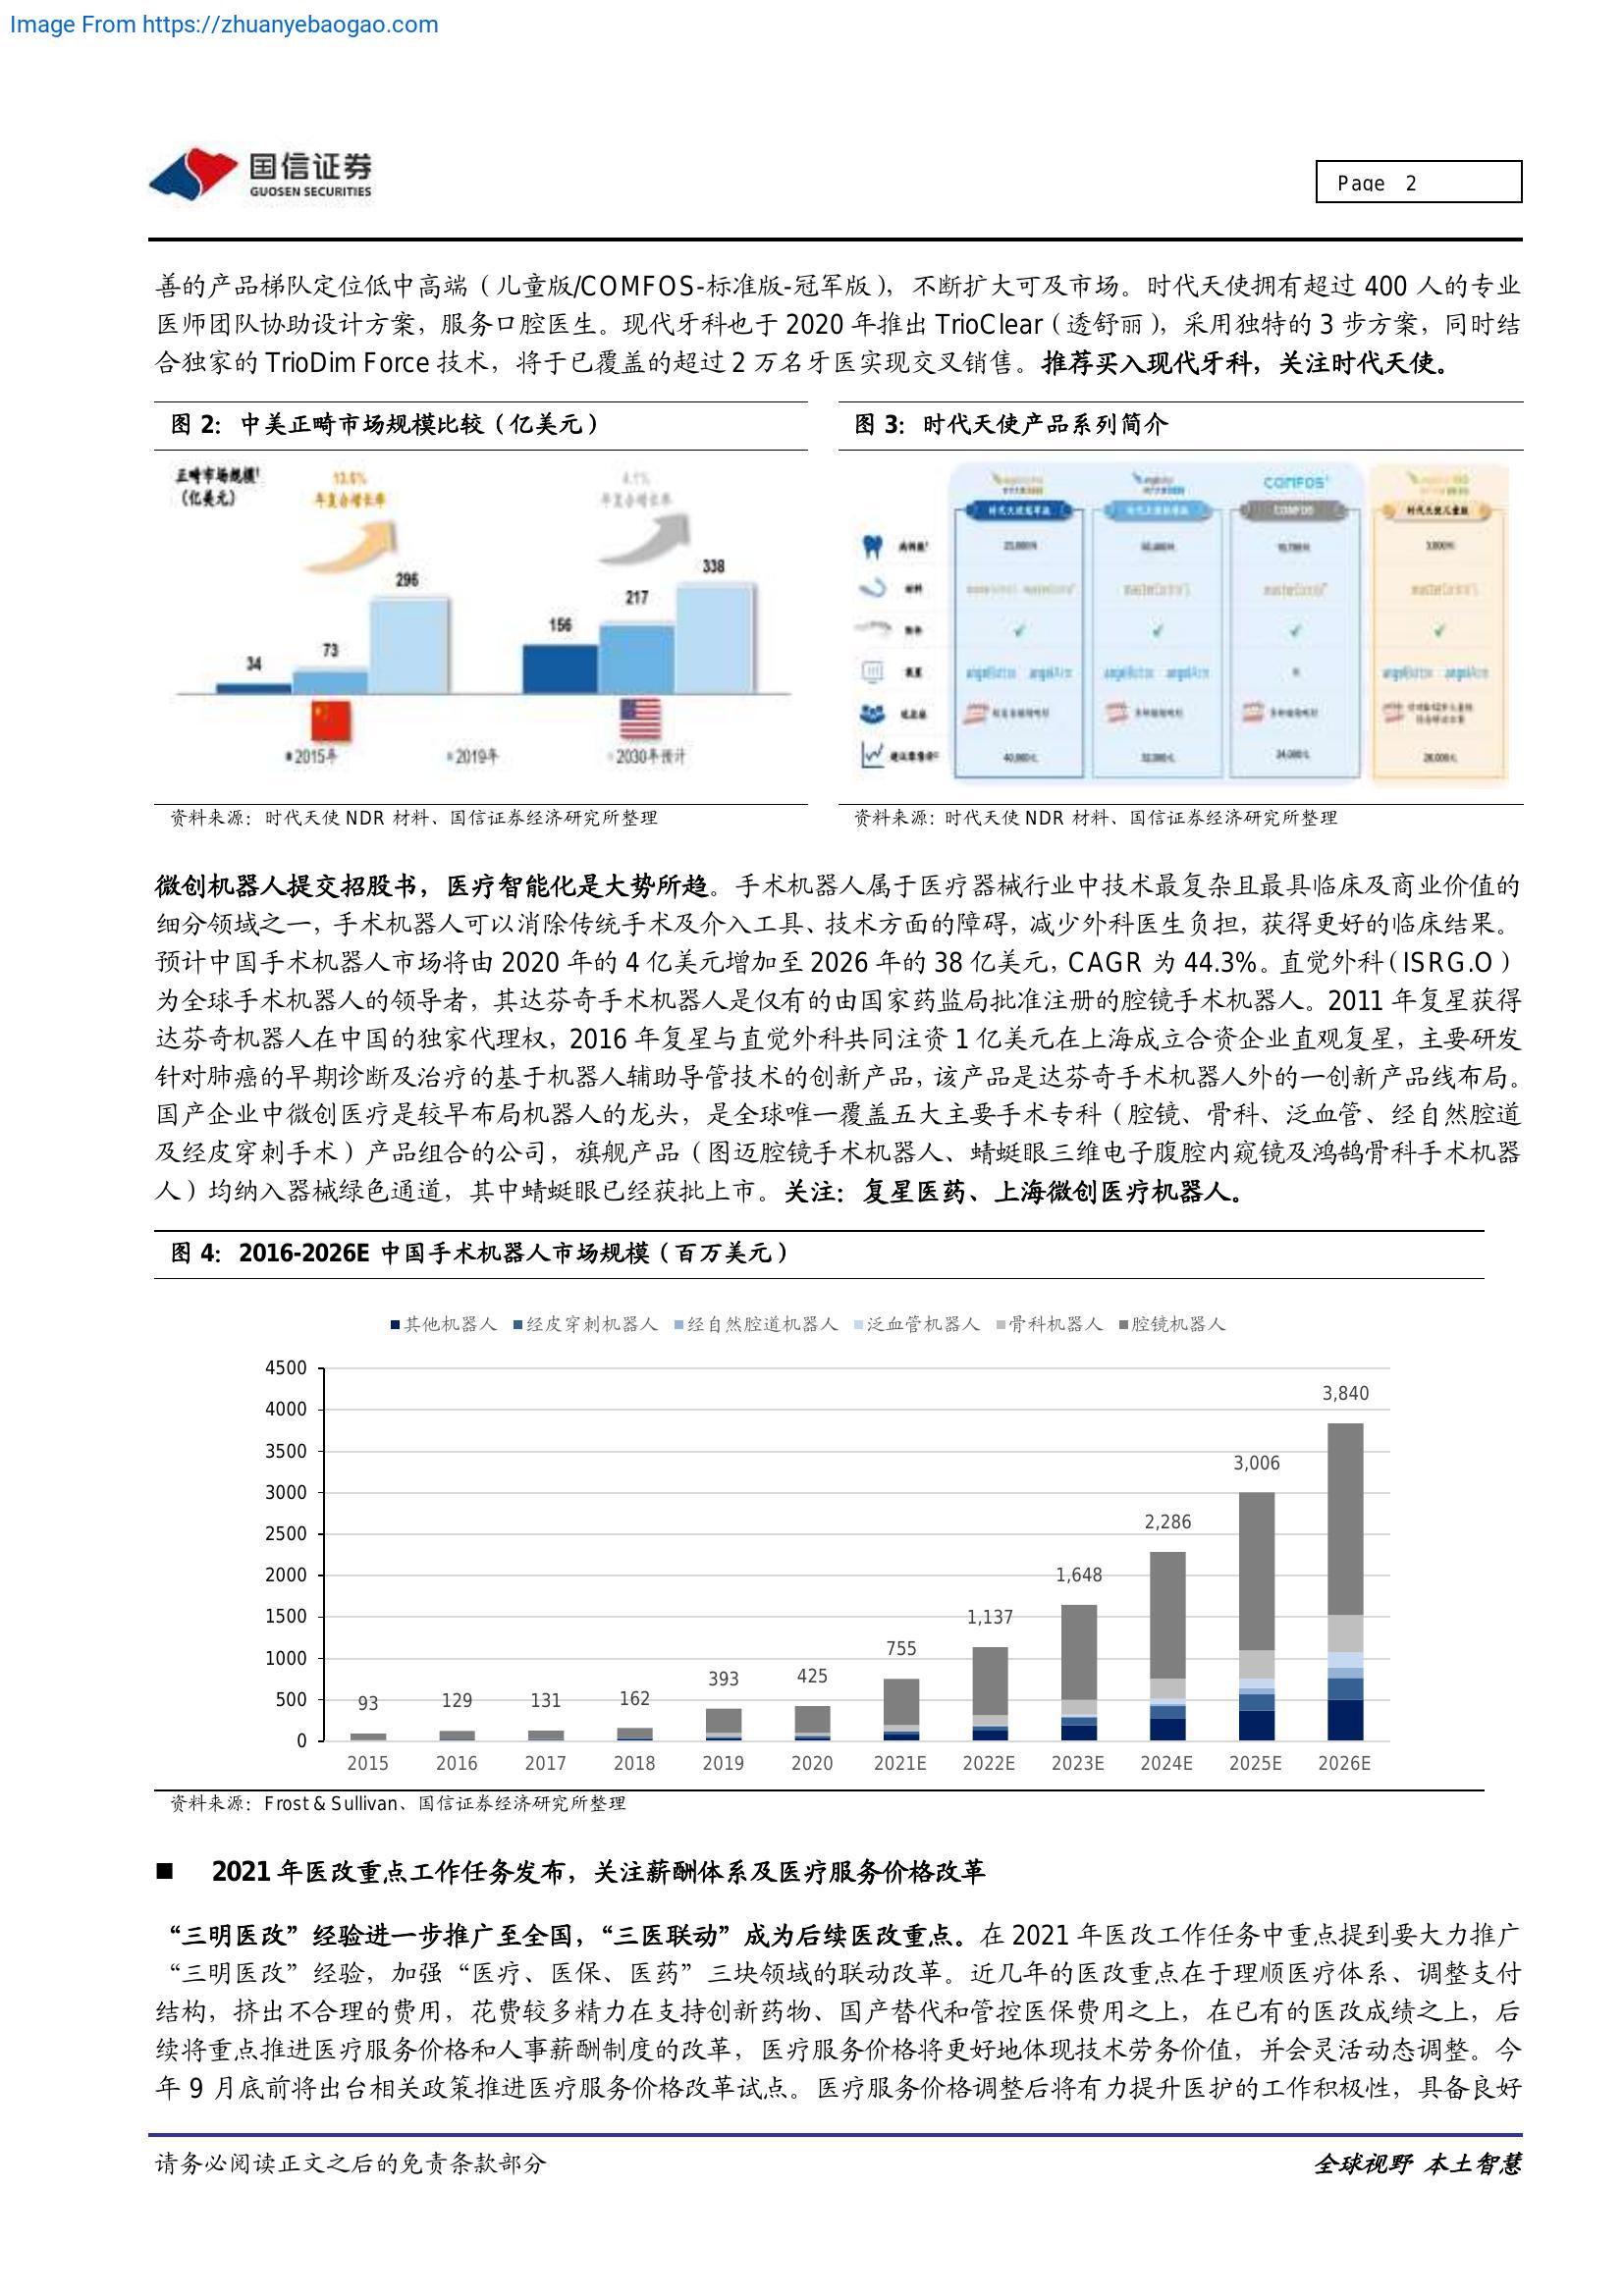 Image From https://zhuanyebaogao.com
国信证券
GUOSEN SECURITIES
Page 2
善的产品梯队定位低中高端（儿童版/COMFOS-标准版-冠军版），不断扩大可及市场。时代天使拥有超过 400 人的专业
医师团队协助设计方案，服务口腔医生。现代牙科也于 2020 年推出 TrioClear（透舒丽），采用独特的 3 步方案，同时结
合独家的 TrioDim Force 技术，将于已覆盖的超过 2 万名牙医实现交叉销售。推荐买入现代牙科，关注时代天使。
图 2：中美正畸市场规模比较（亿美元）
正畸市场规模¹
（亿美元）
年复合增长率
4.1%
年复合增长率
34
73
296
156
217
338
2015年
2019年
2030年预计
资料来源：时代天使 NDR 材料、国信证券经济研究所整理
图 3：时代天使产品系列简介
COMFOS
时代天使冠军版
时代天使标准版
COMFOS
时代天使儿童版
资料来源：时代天使 NDR 材料、国信证券经济研究所整理
微创机器人提交招股书，医疗智能化是大势所趋。手术机器人属于医疗器械行业中技术最复杂且最具临床及商业价值的
细分领域之一，手术机器人可以消除传统手术及介入工具、技术方面的障碍，减少外科医生负担，获得更好的临床结果。
预计中国手术机器人市场将由 2020 年的 4 亿美元增加至 2026 年的 38 亿美元，CAGR 为 44.3%。直觉外科（ISRG.O）
为全球手术机器人的领导者，其达芬奇手术机器人是仅有的由国家药监局批准注册的腔镜手术机器人。2011 年复星获得
达芬奇机器人在中国的独家代理权，2016 年复星与直觉外科共同注资 1 亿美元在上海成立合资企业直观复星，主要研发
针对肺癌的早期诊断及治疗的基于机器人辅助导管技术的创新产品，该产品是达芬奇手术机器人外的一创新产品线布局。
国产企业中微创医疗是较早布局机器人的龙头，是全球唯一覆盖五大主要手术专科（腔镜、骨科、泛血管、经自然腔道
及经皮穿刺手术）产品组合的公司，旗舰产品（图迈腔镜手术机器人、蜻蜓眼三维电子腹腔内窥镜及鸿鹄骨科手术机器
人）均纳入器械绿色通道，其中蜻蜓眼已经获批上市。关注：复星医药、上海微创医疗机器人。
图 4：2016-2026E 中国手术机器人市场规模（百万美元）
其他机器人 经皮穿刺机器人 经自然腔道机器人 泛血管机器人 骨科机器人 腔镜机器人
4500
4000
3500
3000
2500
2000
1500
1000
500
0
93
129
131
162
393
425
755
1,137
1,648
2,286
3,006
3,840
2015 2016 2017 2018 2019 2020 2021E 2022E 2023E 2024E 2025E 2026E
资料来源：Frost & Sullivan、国信证券经济研究所整理
■ 2021 年医改重点工作任务发布，关注薪酬体系及医疗服务价格改革
“三明医改”经验进一步推广至全国，“三医联动”成为后续医改重点。在 2021 年医改工作任务中重点提到要大力推广
“三明医改”经验，加强“医疗、医保、医药”三块领域的联动改革。近几年的医改重点在于理顺医疗体系、调整支付
结构，挤出不合理的费用，花费较多精力在支持创新药物、国产替代和管控医保费用之上，在已有的医改成绩之上，后
续将重点推进医疗服务价格和人事薪酬制度的改革，医疗服务价格将更好地体现技术劳务价值，并会灵活动态调整。今
年 9 月底前将出台相关政策推进医疗服务价格改革试点。医疗服务价格调整后将有力提升医护的工作积极性，具备良好
请务必阅读正文之后的免责条款部分
全球视野 本土智慧